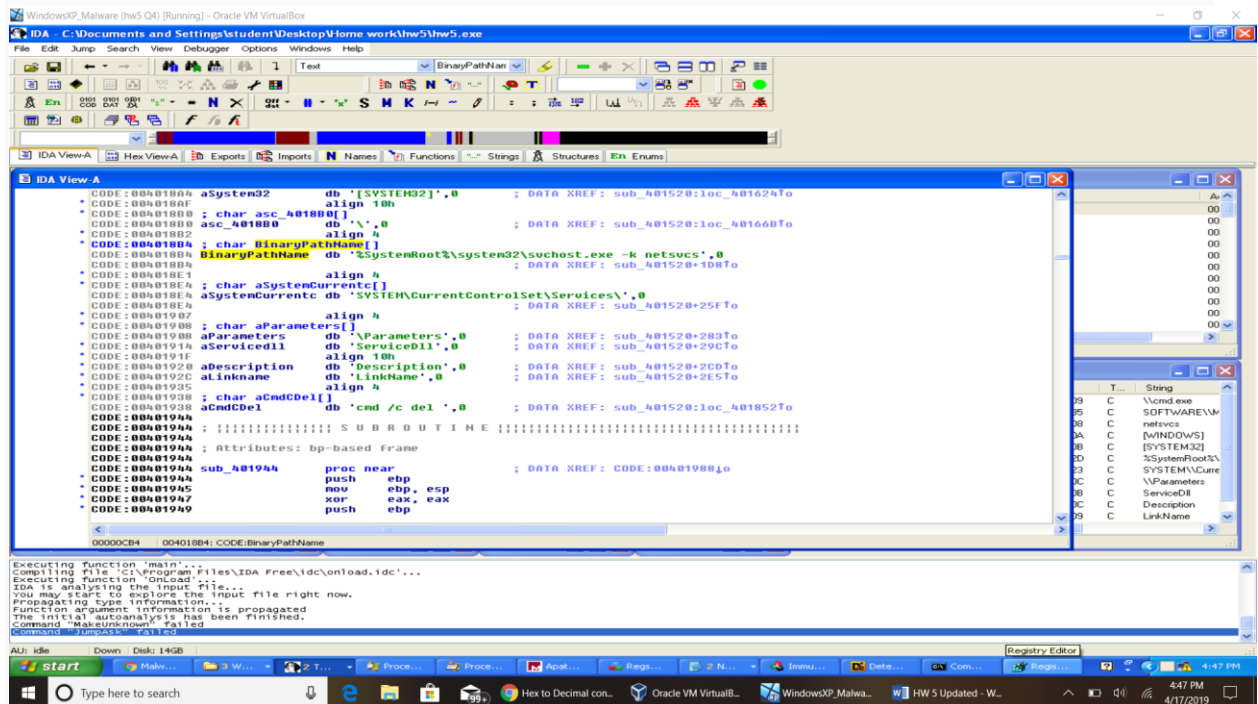 WindowsXP_Malware (hw5 Q4) [Running] - Oracle VM VirtualBox
IDA - C:\Documents and Settings\student\Desktop\Home work\hw5\hw5.exe
File Edit Jump Search View Debugger Options Windows Help
Text BinaryPathNam
IDA View-A Hex View-A Exports Imports N Names Functions "..." Strings Structures En Enums
IDA View-A
CODE:004018A4 aSystem32 db '[SYSTEM32]',0 ; DATA XREF: sub_401520:loc_401624↑o
CODE:004018AF align 10h
CODE:004018B0 ; char asc_4018B0[]
CODE:004018B0 asc_4018B0 db '\',0 ; DATA XREF: sub_401520:loc_40166B↑o
CODE:004018B2 align 4
CODE:004018B4 ; char BinaryPathName[]
CODE:004018B4 BinaryPathName db '%SystemRoot%\system32\svchost.exe -k netsvcs',0
CODE:004018B4 ; DATA XREF: sub_401520+1DB↑o
CODE:004018E1 align 4
CODE:004018E4 ; char aSystemCurrentc[]
CODE:004018E4 aSystemCurrentc db 'SYSTEM\CurrentControlSet\Services\',0
CODE:004018E4 ; DATA XREF: sub_401520+25F↑o
CODE:00401907 align 4
CODE:00401908 ; char aParameters[]
CODE:00401908 aParameters db '\Parameters',0 ; DATA XREF: sub_401520+283↑o
CODE:00401914 aServicedll db 'ServiceDll',0 ; DATA XREF: sub_401520+29C↑o
CODE:0040191F align 10h
CODE:00401920 aDescription db 'Description',0 ; DATA XREF: sub_401520+2CD↑o
CODE:0040192C aLinkname db 'LinkName',0 ; DATA XREF: sub_401520+2E5↑o
CODE:00401935 align 4
CODE:00401938 ; char aCmdCDel[]
CODE:00401938 aCmdCDel db 'cmd /c del ',0 ; DATA XREF: sub_401520:loc_401852↑o
CODE:00401944
CODE:00401944 ; S U B R O U T I N E
CODE:00401944
CODE:00401944 ; Attributes: bp-based frame
CODE:00401944
CODE:00401944 sub_401944 proc near ; DATA XREF: CODE:00401988↓o
CODE:00401944 push ebp
CODE:00401945 mov ebp, esp
CODE:00401947 xor eax, eax
CODE:00401949 push ebp
00000CB4 004018B4: CODE:BinaryPathName
T... String
C \\cmd.exe
C SOFTWARE\\M
C netsvcs
C [WINDOWS]
C [SYSTEM32]
C %SystemRoot%\
C SYSTEM\\Curre
C \\Parameters
C ServiceDll
C Description
C LinkName
Executing function 'main'...
Compiling file 'C:\Program Files\IDA Free\idc\onload.idc'...
Executing function 'OnLoad'...
IDA is analysing the input file...
You may start to explore the input file right now.
Propagating type information...
Function argument information is propagated
The initial autoanalysis has been finished.
Command "MakeUnknown" failed
Command "JumpAsk" failed
AU: idle Down Disk: 14GB
Registry Editor
start Malw... 3 W... 2 T... Proce... Proce... Apat... Regs... 2 N... Immu... Dete... Com... Regis... 4:47 PM
Type here to search 99+ Hex to Decimal con... Oracle VM VirtualB... WindowsXP_Malwa... HW 5 Updated - W... 4:47 PM
4/17/2019